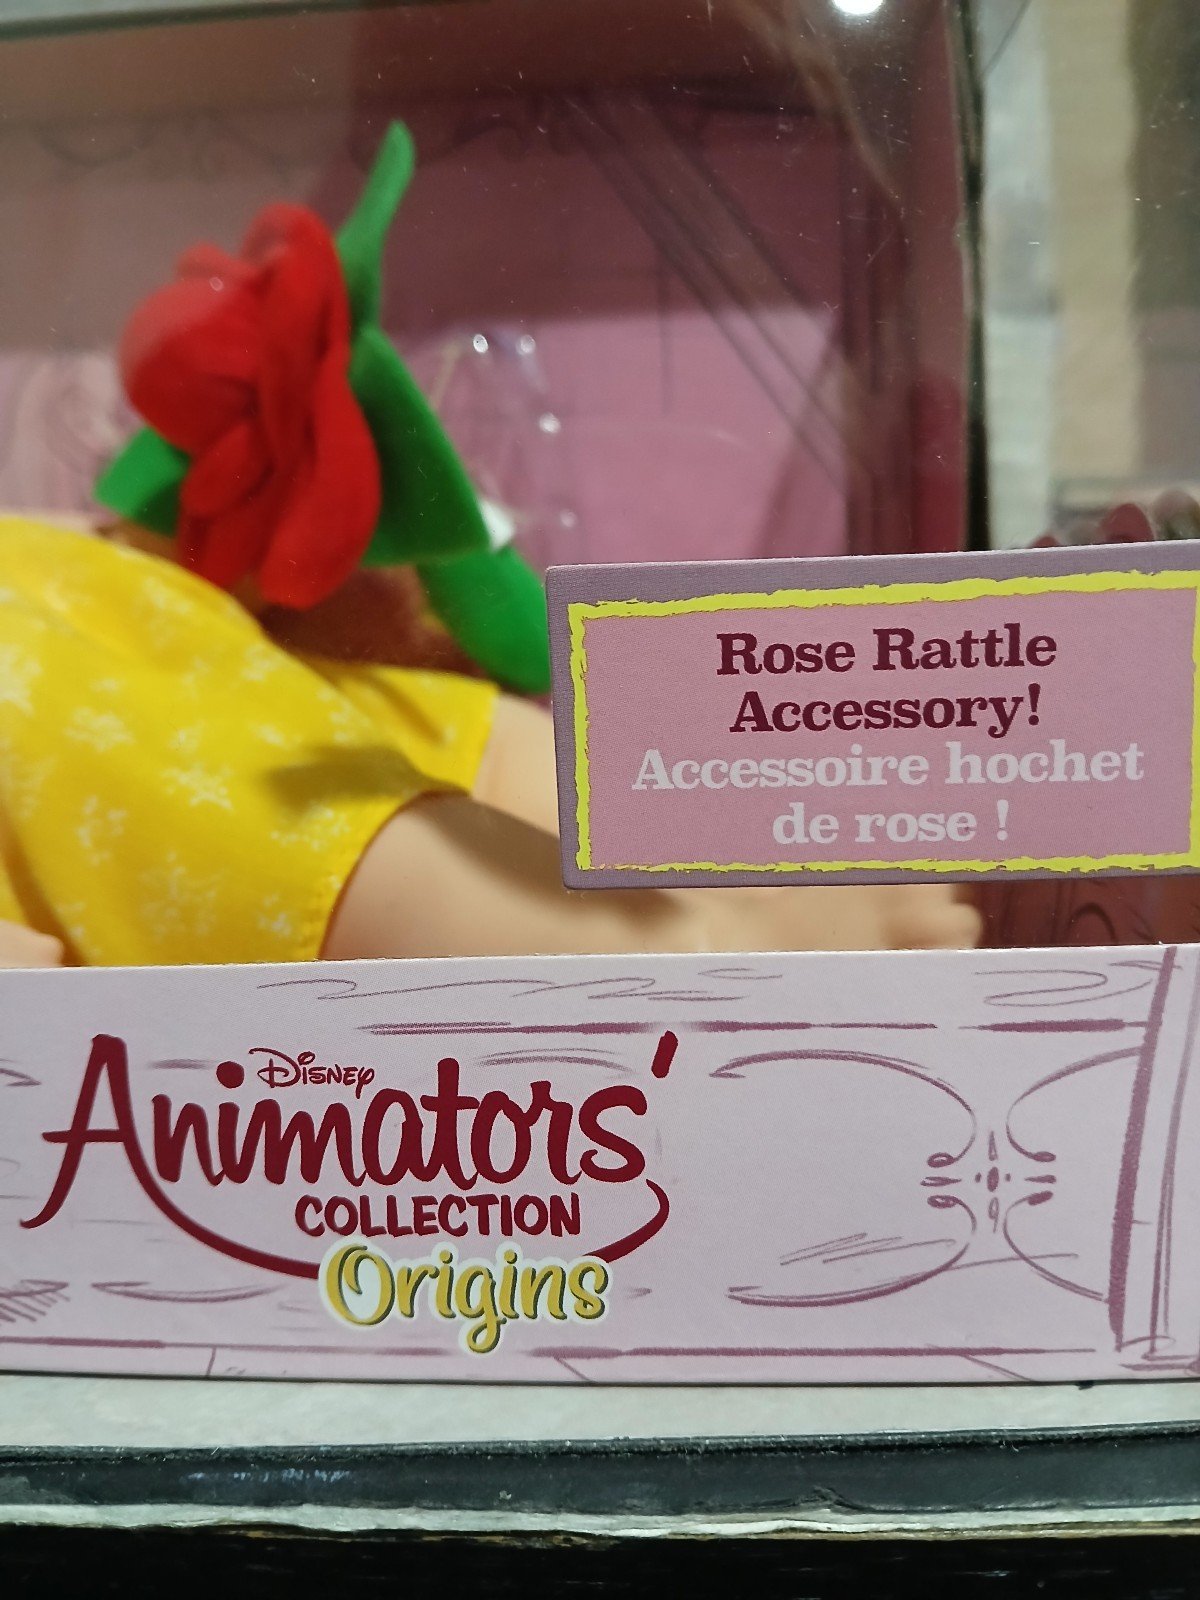 Rose Rattle
Accessory!
Accessoire hochet
de rose !
Disney
Animators'
COLLECTION
Origins